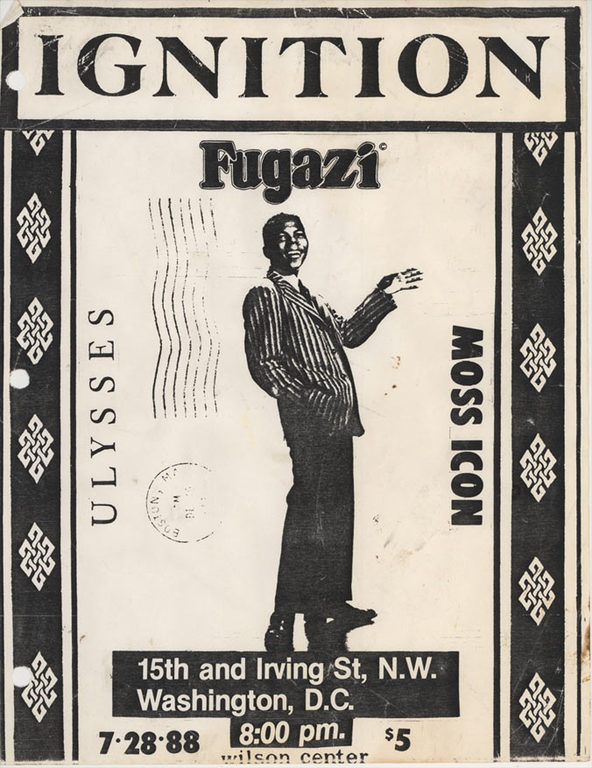 IGNITION
Fugazi
ULYSSES
MOSS ICON
BOSTON, M
15th and Irving St, N.W.
Washington, D.C.
7·28·88
8:00 pm.
$5
wilson center